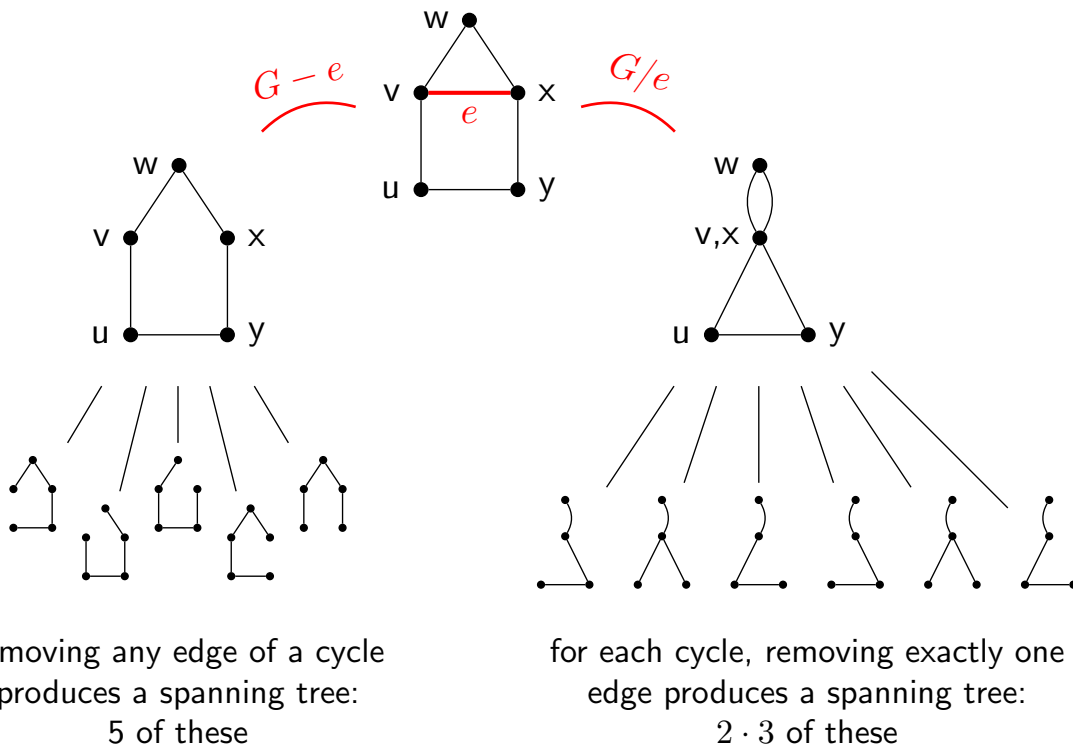 w
G − e
G/e
v
x
e
u
y
w
v
x
u
y
w
v,x
u
y
moving any edge of a cycle
produces a spanning tree:
5 of these
for each cycle, removing exactly one
edge produces a spanning tree:
2 · 3 of these